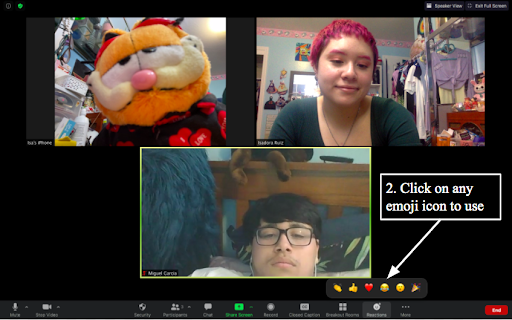 Speaker View
Exit Full Screen
Isa's iPhone
Isadora Ruiz
2. Click on any
emoji icon to use
Miguel Garcia
Mute
Stop Video
Security
Participants
Chat
Share Screen
Record
Closed Caption
Breakout Rooms
Reactions
More
End